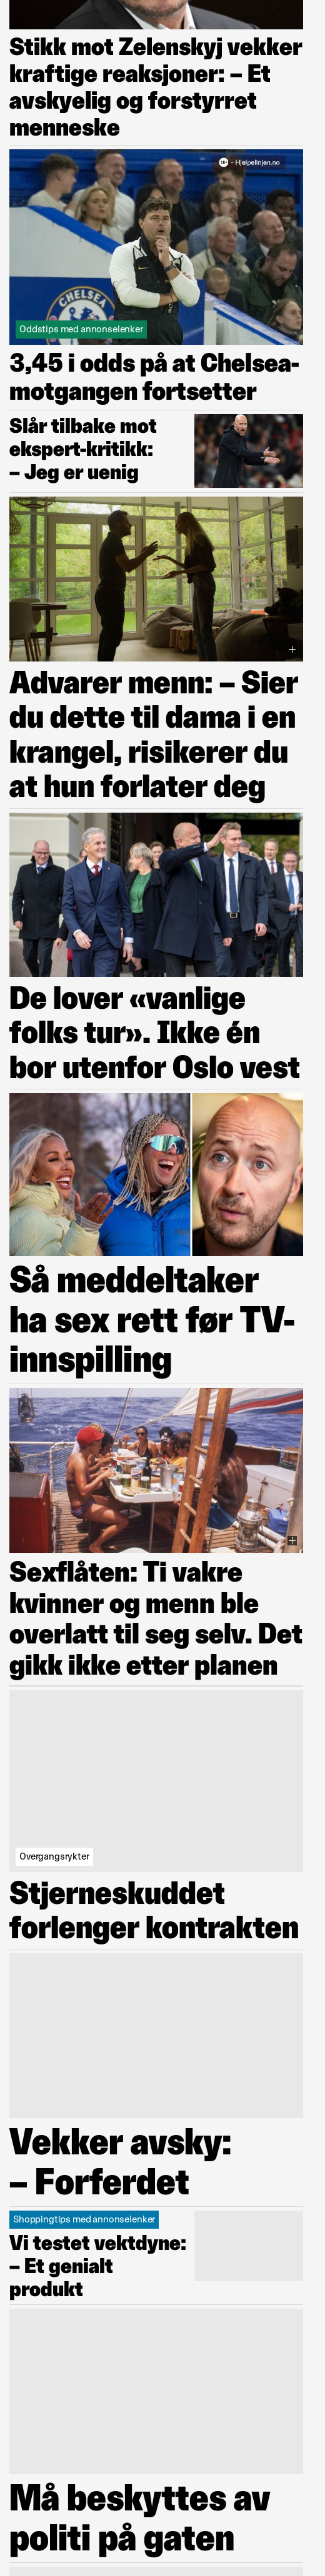 Stikk mot Zelenskyj vekker
kraftige reaksjoner: – Et
avskyelig og forstyrret
menneske
18+ - Hjelpelinjen.no
CHELSEA
Oddstips med annonselenker
3,45 i odds på at Chelsea-
motgangen fortsetter
Slår tilbake mot
ekspert-kritikk:
– Jeg er uenig
Advarer menn: – Sier
du dette til dama i en
krangel, risikerer du
at hun forlater deg
De lover «vanlige
folks tur». Ikke én
bor utenfor Oslo vest
Så meddeltaker
ha sex rett før TV-
innspilling
Sexflåten: Ti vakre
kvinner og menn ble
overlatt til seg selv. Det
gikk ikke etter planen
Overgangsrykter
Stjerneskuddet
forlenger kontrakten
Vekker avsky:
– Forferdet
Shoppingtips med annonselenker
Vi testet vektdyne:
– Et genialt
produkt
Må beskyttes av
politi på gaten